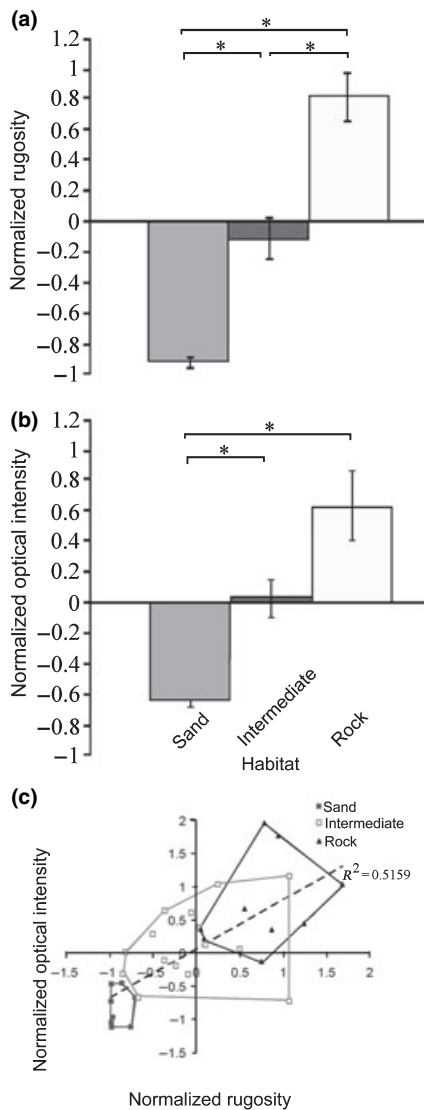 (a)
*
* *
1.2
1
0.8
0.6
0.4
0.2
0
−0.2
−0.4
−0.6
−0.8
−1
Normalized rugosity
(b)
*
*
1.2
1
0.8
0.6
0.4
0.2
0
−0.2
−0.4
−0.6
−0.8
−1
Normalized optical intensity
Sand Intermediate Rock
Habitat
(c)
Sand
Intermediate
Rock
R² = 0.5159
2
1.5
1
0.5
0
−0.5
−1
−1.5
−1.5 −1 −0.5 0 0.5 1 1.5 2
Normalized optical intensity
Normalized rugosity